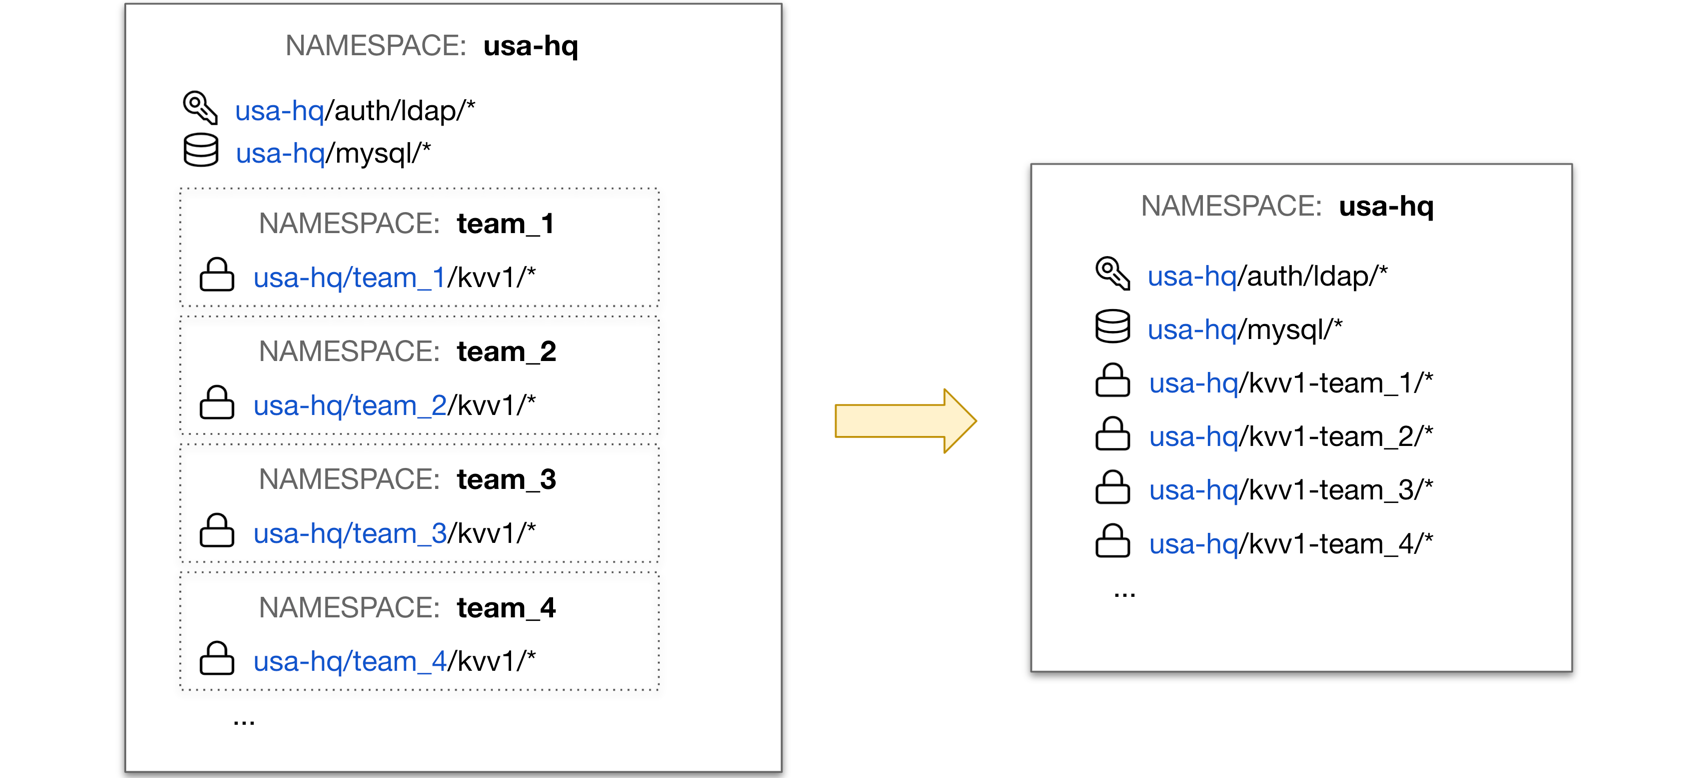 NAMESPACE: usa-hq
usa-hq/auth/ldap/*
usa-hq/mysql/*
NAMESPACE: team_1
usa-hq/team_1/kvv1/*
NAMESPACE: team_2
usa-hq/team_2/kvv1/*
NAMESPACE: team_3
usa-hq/team_3/kvv1/*
NAMESPACE: team_4
usa-hq/team_4/kvv1/*
...
NAMESPACE: usa-hq
usa-hq/auth/ldap/*
usa-hq/mysql/*
usa-hq/kvv1-team_1/*
usa-hq/kvv1-team_2/*
usa-hq/kvv1-team_3/*
usa-hq/kvv1-team_4/*
...